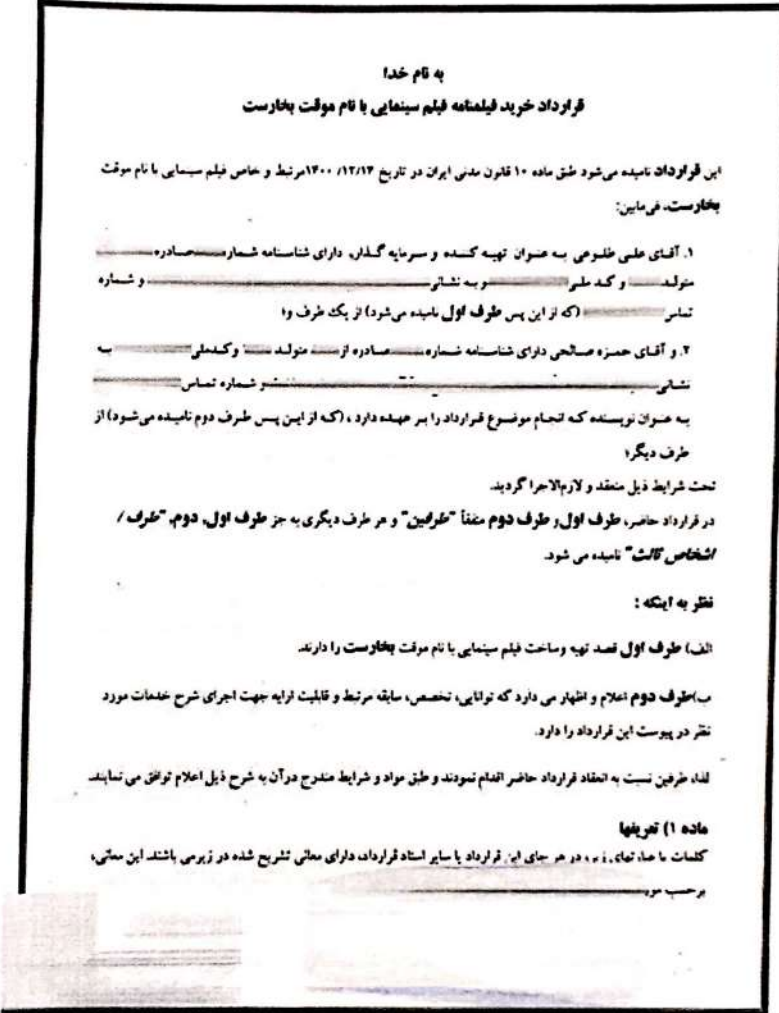 به نام خدا
قرارداد خرید فیلمنامه فیلم سینمایی با نام موقت بخارست
این قرارداد نامیده می‌شود طبق ماده ۱۰ قانون مدنی ایران در تاریخ ۱۴۰۰/۱۲/۱۴ مرتبط و خاص فیلم سینمایی با نام موقت
بخارست، فی‌مابین:
۱. آقای علی طلوعی به عنوان تهیه کننده و سرمایه گذار، دارای شناسنامه شماره صادره
متولد و کد ملی و به نشانی و شماره
تماس (که از این پس طرف اول نامیده می‌شود) از یک طرف و؛
۲. و آقای حمزه صالحی دارای شناسنامه شماره صادره از متولد وکدملی به
نشانی و شماره تماس
به عنوان نویسنده که انجام موضوع قرارداد را بر عهده دارد ، (که از این پس طرف دوم نامیده می‌شود) از
طرف دیگر؛
تحت شرایط ذیل منعقد و لازم‌الاجرا گردید.
در قرارداد حاضر، طرف اول و طرف دوم متفقاً "طرفین" و هر طرف دیگری به جز طرف اول، دوم، "طرف /
اشخاص ثالث" نامیده می شود.
نظر به اینکه :
الف) طرف اول قصد تهیه وساخت فیلم سینمایی با نام موقت بخارست را دارند.
ب)طرف دوم اعلام و اظهار می دارد که توانایی، تخصص، سابقه مرتبط و قابلیت ارایه جهت اجرای شرح خدمات مورد
نظر در پیوست این قرارداد را دارد.
لذا، طرفین نسبت به انعقاد قرارداد حاضر اقدام نمودند و طبق مواد و شرایط مندرج درآن به شرح ذیل اعلام توافق می نمایند.
ماده ۱) تعریفها
کلمات یا عبارتهای زیر، در هر جای این قرارداد یا سایر اسناد قرارداد، دارای معانی تشریح شده در زیرمی باشند. این معانی،
برحسب